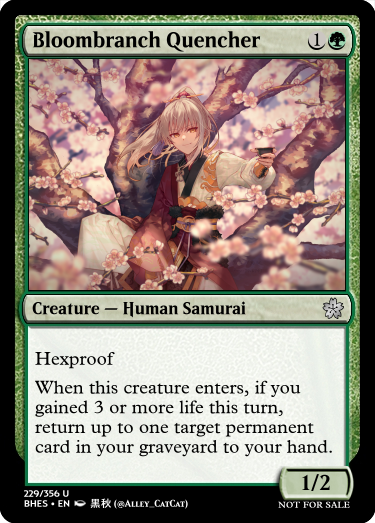 Bloombranch Quencher 1
Creature — Human Samurai
Hexproof
When this creature enters, if you
gained 3 or more life this turn,
return up to one target permanent
card in your graveyard to your hand.
1/2
229/356 U
BHES • EN 黑秋 (@Alley_CatCat)
NOT FOR SALE